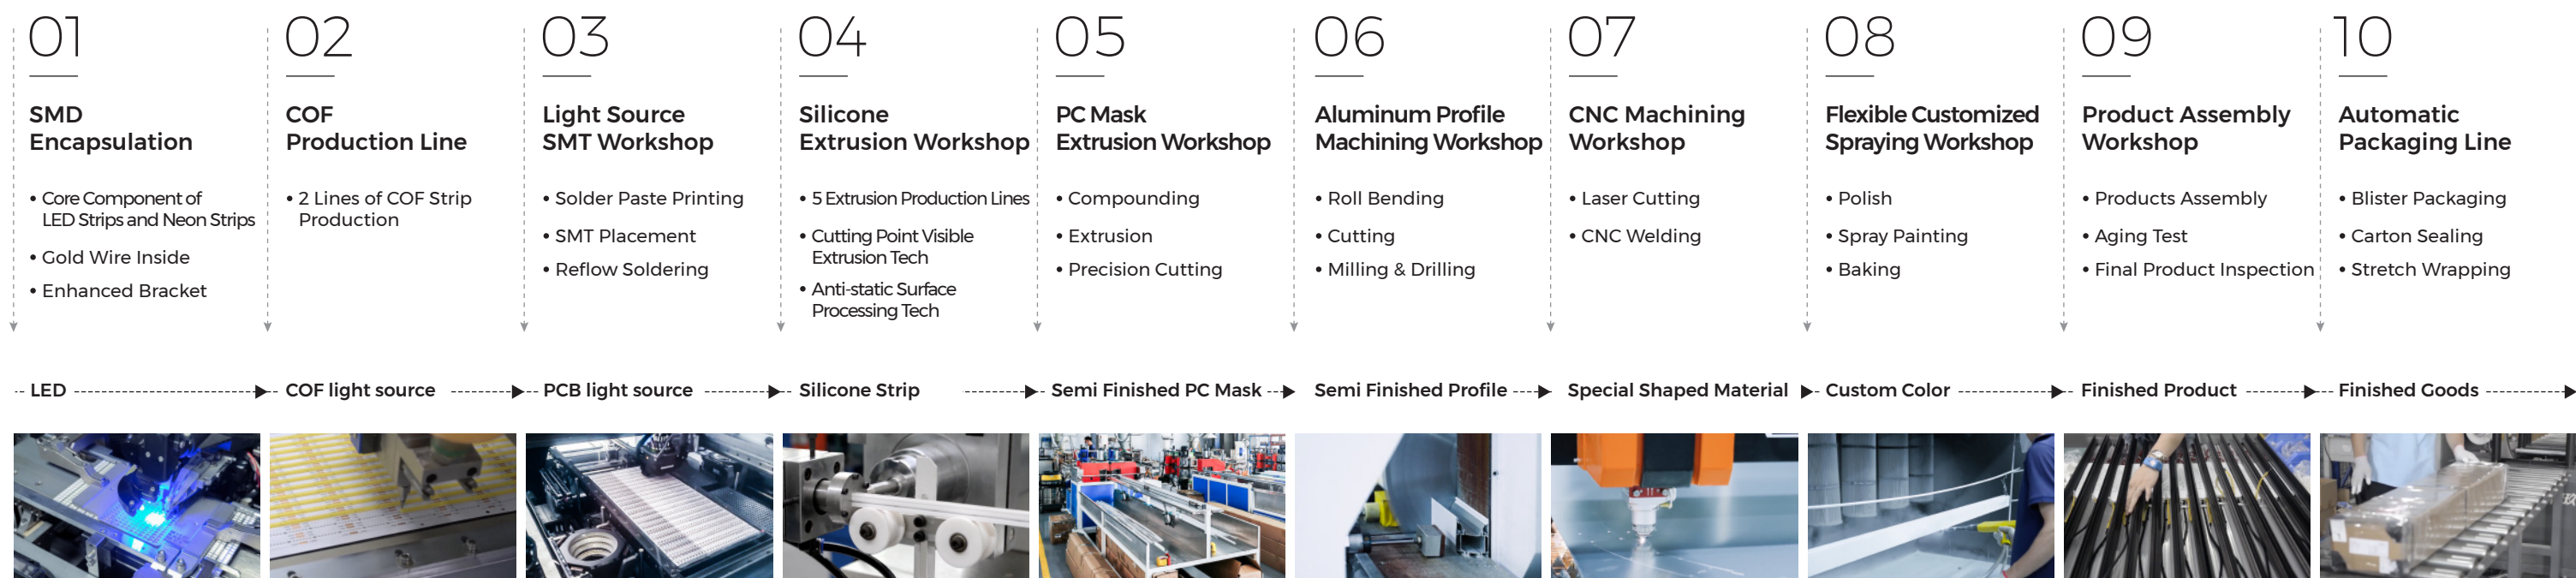 01
SMD
Encapsulation
• Core Component of
LED Strips and Neon Strips
• Gold Wire Inside
• Enhanced Bracket
02
COF
Production Line
• 2 Lines of COF Strip
Production
03
Light Source
SMT Workshop
• Solder Paste Printing
• SMT Placement
• Reflow Soldering
04
Silicone
Extrusion Workshop
• 5 Extrusion Production Lines
• Cutting Point Visible
Extrusion Tech
• Anti-static Surface
Processing Tech
05
PC Mask
Extrusion Workshop
• Compounding
• Extrusion
• Precision Cutting
06
Aluminum Profile
Machining Workshop
• Roll Bending
• Cutting
• Milling & Drilling
07
CNC Machining
Workshop
• Laser Cutting
• CNC Welding
08
Flexible Customized
Spraying Workshop
• Polish
• Spray Painting
• Baking
09
Product Assembly
Workshop
• Products Assembly
• Aging Test
• Final Product Inspection
10
Automatic
Packaging Line
• Blister Packaging
• Carton Sealing
• Stretch Wrapping
LED
COF light source
PCB light source
Silicone Strip
Semi Finished PC Mask
Semi Finished Profile
Special Shaped Material
Custom Color
Finished Product
Finished Goods